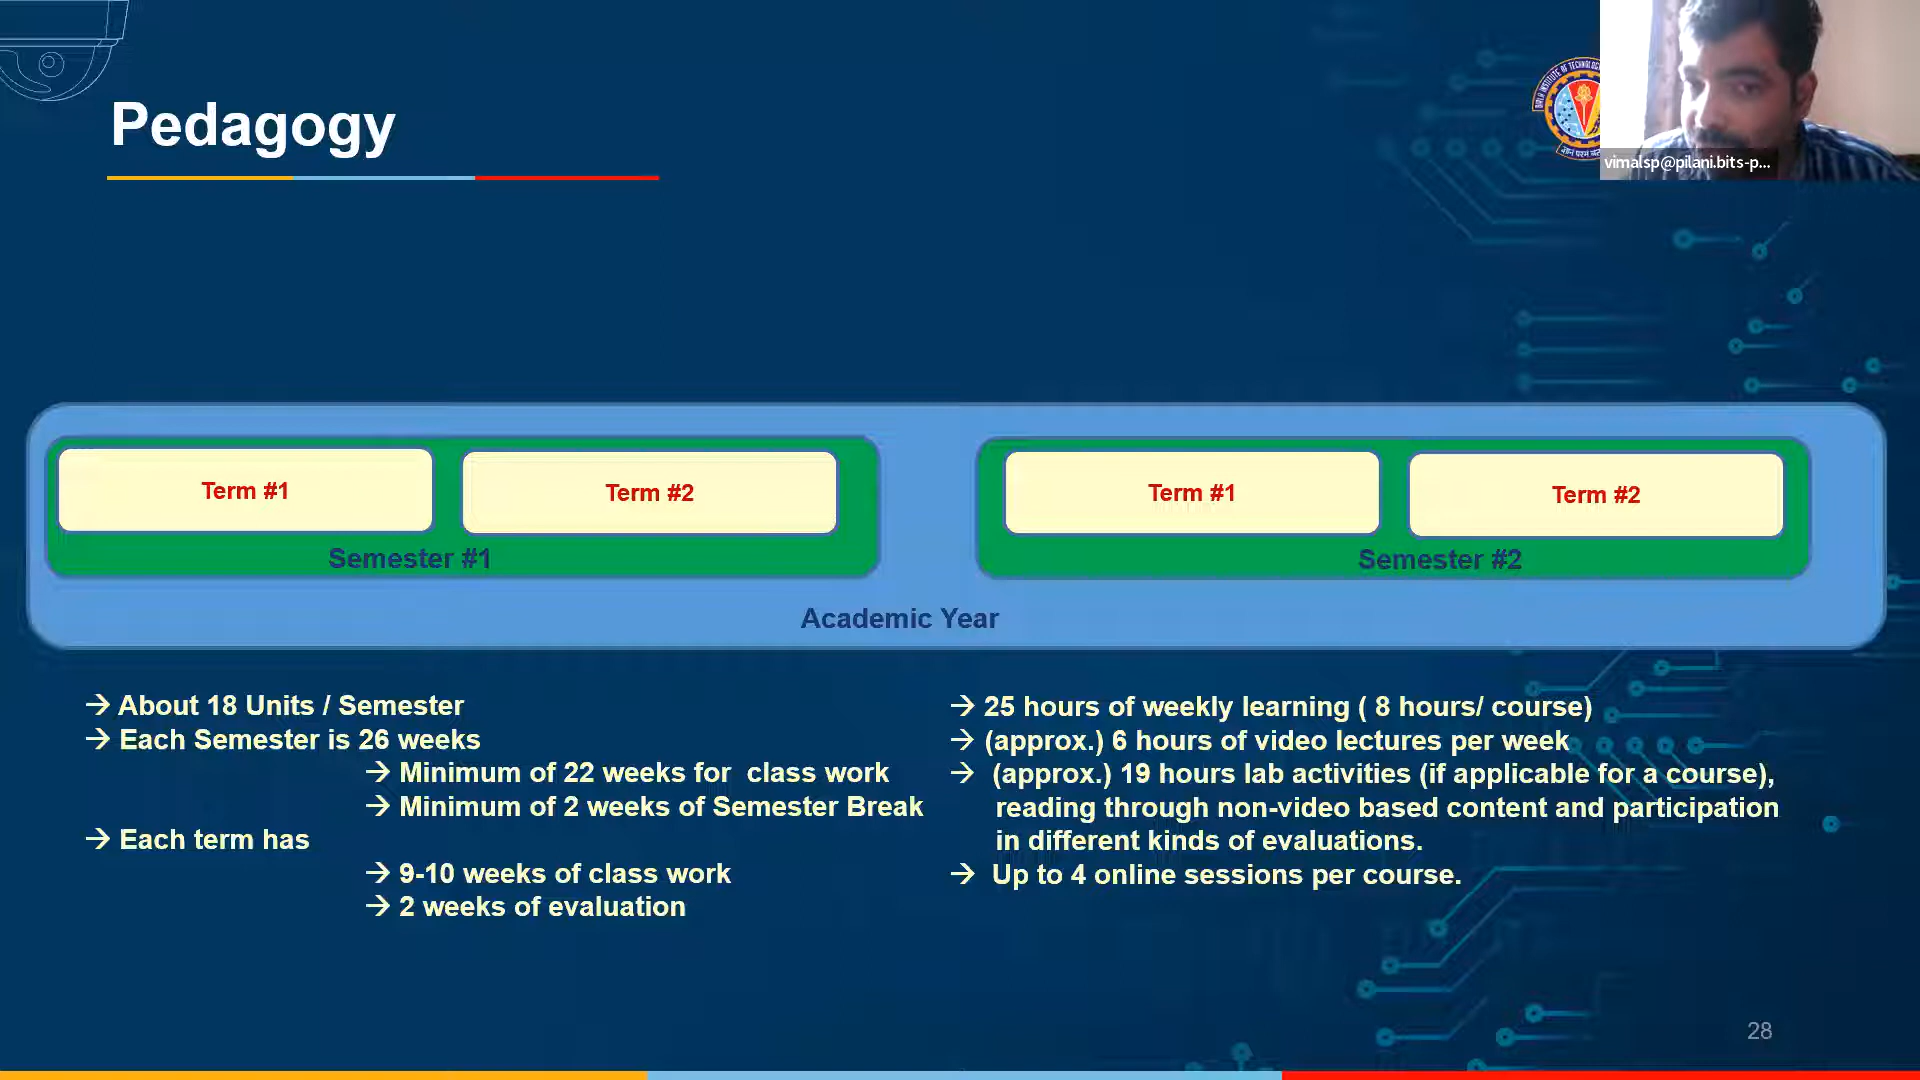 Pedagogy
vimalsp@pilani.bits-p...
Term #1
Term #2
Semester #1
Term #1
Term #2
Semester #2
Academic Year
→ About 18 Units / Semester
→ Each Semester is 26 weeks
→ Minimum of 22 weeks for class work
→ Minimum of 2 weeks of Semester Break
→ Each term has
→ 9-10 weeks of class work
→ 2 weeks of evaluation
→ 25 hours of weekly learning ( 8 hours/ course)
→ (approx.) 6 hours of video lectures per week
→ (approx.) 19 hours lab activities (if applicable for a course),
reading through non-video based content and participation
in different kinds of evaluations.
→ Up to 4 online sessions per course.
28